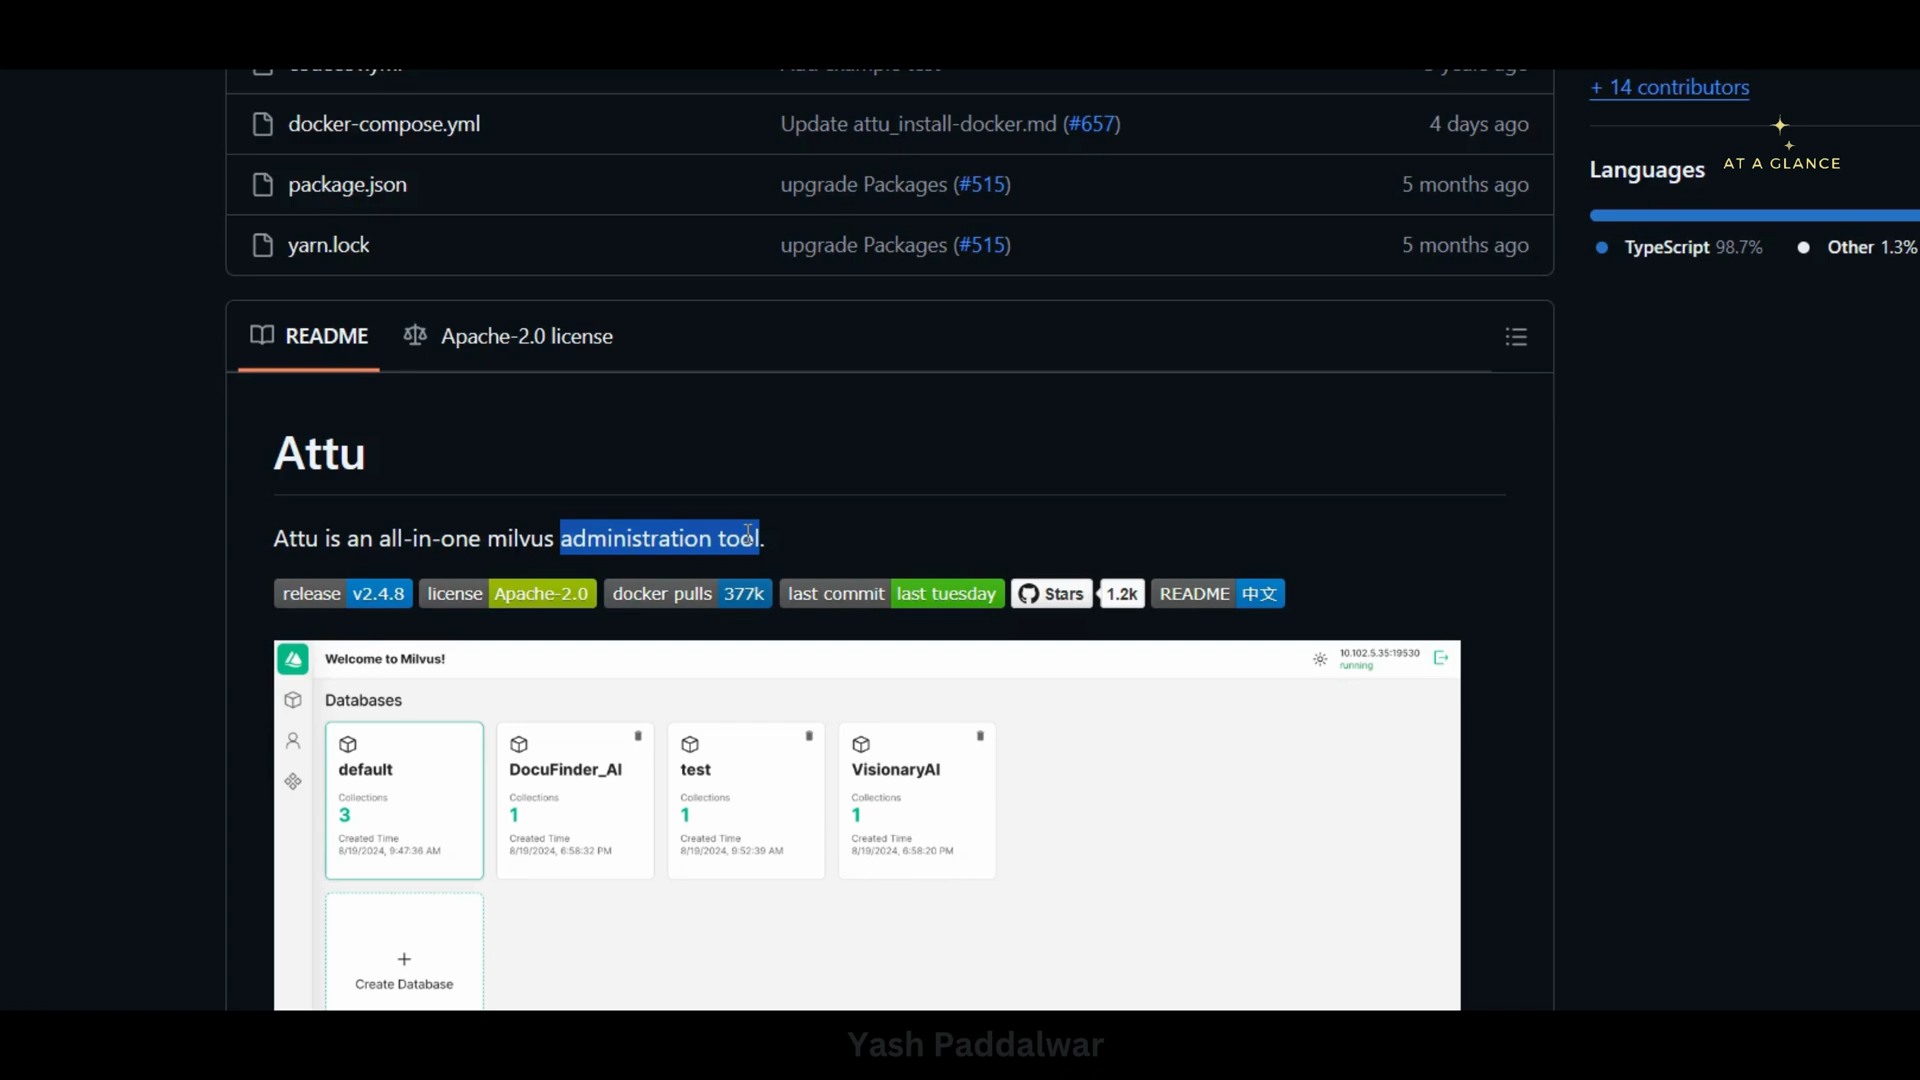 + 14 contributors
docker-compose.yml Update attu_install-docker.md (#657) 4 days ago
AT A GLANCE
Languages
package.json upgrade Packages (#515) 5 months ago
yarn.lock upgrade Packages (#515) 5 months ago
TypeScript 98.7% Other 1.3%
README Apache-2.0 license
Attu
Attu is an all-in-one milvus administration tool.
release v2.4.8 license Apache-2.0 docker pulls 377k last commit last tuesday Stars 1.2k README 中文
Welcome to Milvus! 10.102.5.35:19530
running
Databases
default DocuFinder_AI test VisionaryAI
Collections Collections Collections Collections
3 1 1 1
Created Time Created Time Created Time Created Time
8/19/2024, 9:47:36 AM 8/19/2024, 6:58:32 PM 8/19/2024, 9:52:39 AM 8/19/2024, 6:58:20 PM
+
Create Database
Yash Paddalwar